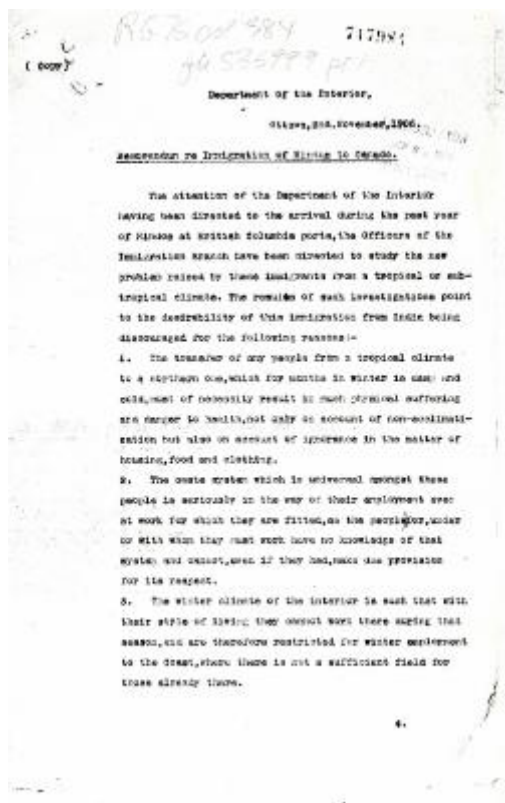 RG 76 vol 384
717984
(COPY)
Department of the Interior,
Ottawa, 2nd. November, 1906.
Memorandum re Immigration of Hindus to Canada.
The attention of the Department of the Interior
having been directed to the arrival during the past year
of Hindus at British Columbia ports, the Officers of the
Immigration Branch have been directed to study the new
problem raised by these immigrants from a tropical or sub-
tropical climate. The results of such investigations point
to the desirability of this immigration from India being
discouraged for the following reasons:-
1. The transfer of any people from a tropical climate
to a northern one, which for months in winter is damp and
cold, must of necessity result in much physical suffering
and danger to health, not only on account of non-acclimati-
zation but also on account of ignorance in the matter of
housing, food and clothing.
2. The caste system which is universal amongst these
people is seriously in the way of their employment even
at work for which they are fitted, as the people for, under
or with whom they must work have no knowledge of that
system and cannot, even if they had, make due provision
for its respect.
3. The winter climate of the interior is such that with
their style of living they cannot work there during that
season, and are therefore restricted for winter employment
to the Coast, where there is not a sufficient field for
those already there.
4.